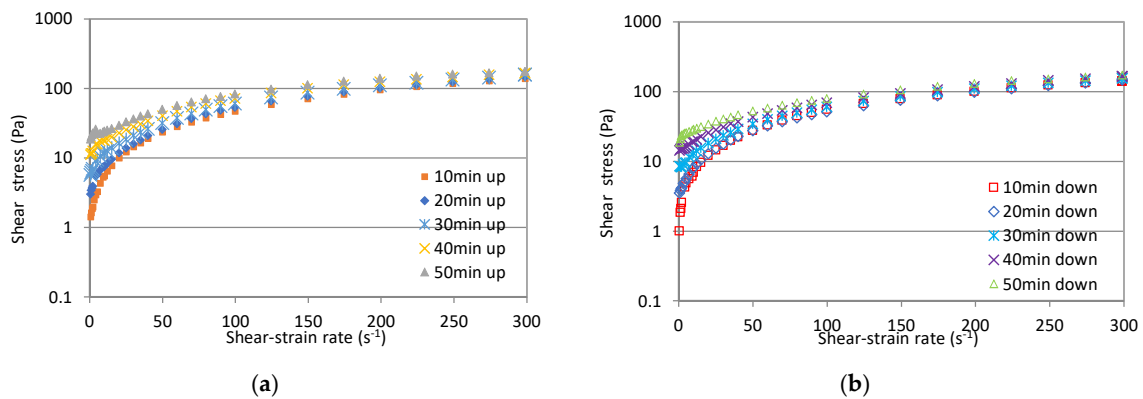 1000
100
10
1
0.1
Shear stress (Pa)
0 50 100 150 200 250 300
Shear-strain rate (s⁻¹)
10min up
20min up
30min up
40min up
50min up
(a)
1000
100
10
1
0.1
Shear stress (Pa)
0 50 100 150 200 250 300
Shear-strain rate (s⁻¹)
10min down
20min down
30min down
40min down
50min down
(b)